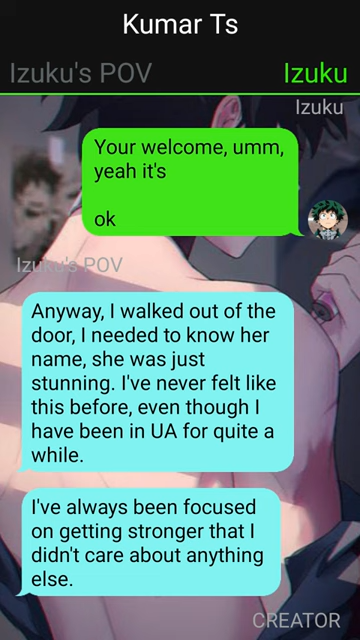 Kumar Ts
Izuku's POV
Izuku
Izuku
Your welcome, umm,
yeah it's
ok
Izuku's POV
Anyway, I walked out of the
door, I needed to know her
name, she was just
stunning. I've never felt like
this before, even though I
have been in UA for quite a
while.
I've always been focused
on getting stronger that I
didn't care about anything
else.
CREATOR